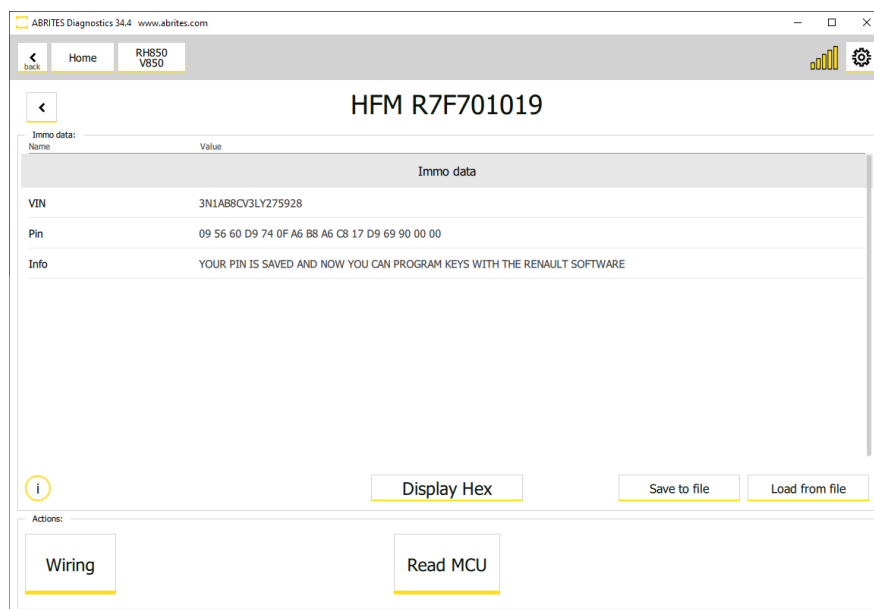 ABRITES Diagnostics 34.4 www.abrites.com
back
Home
RH850
V850
HFM R7F701019
Immo data:
Name Value
Immo data
VIN 3N1AB8CV3LY275928
Pin 09 56 60 D9 74 0F A6 B8 A6 C8 17 D9 69 90 00 00
Info YOUR PIN IS SAVED AND NOW YOU CAN PROGRAM KEYS WITH THE RENAULT SOFTWARE
i
Display Hex
Save to file
Load from file
Actions:
Wiring
Read MCU